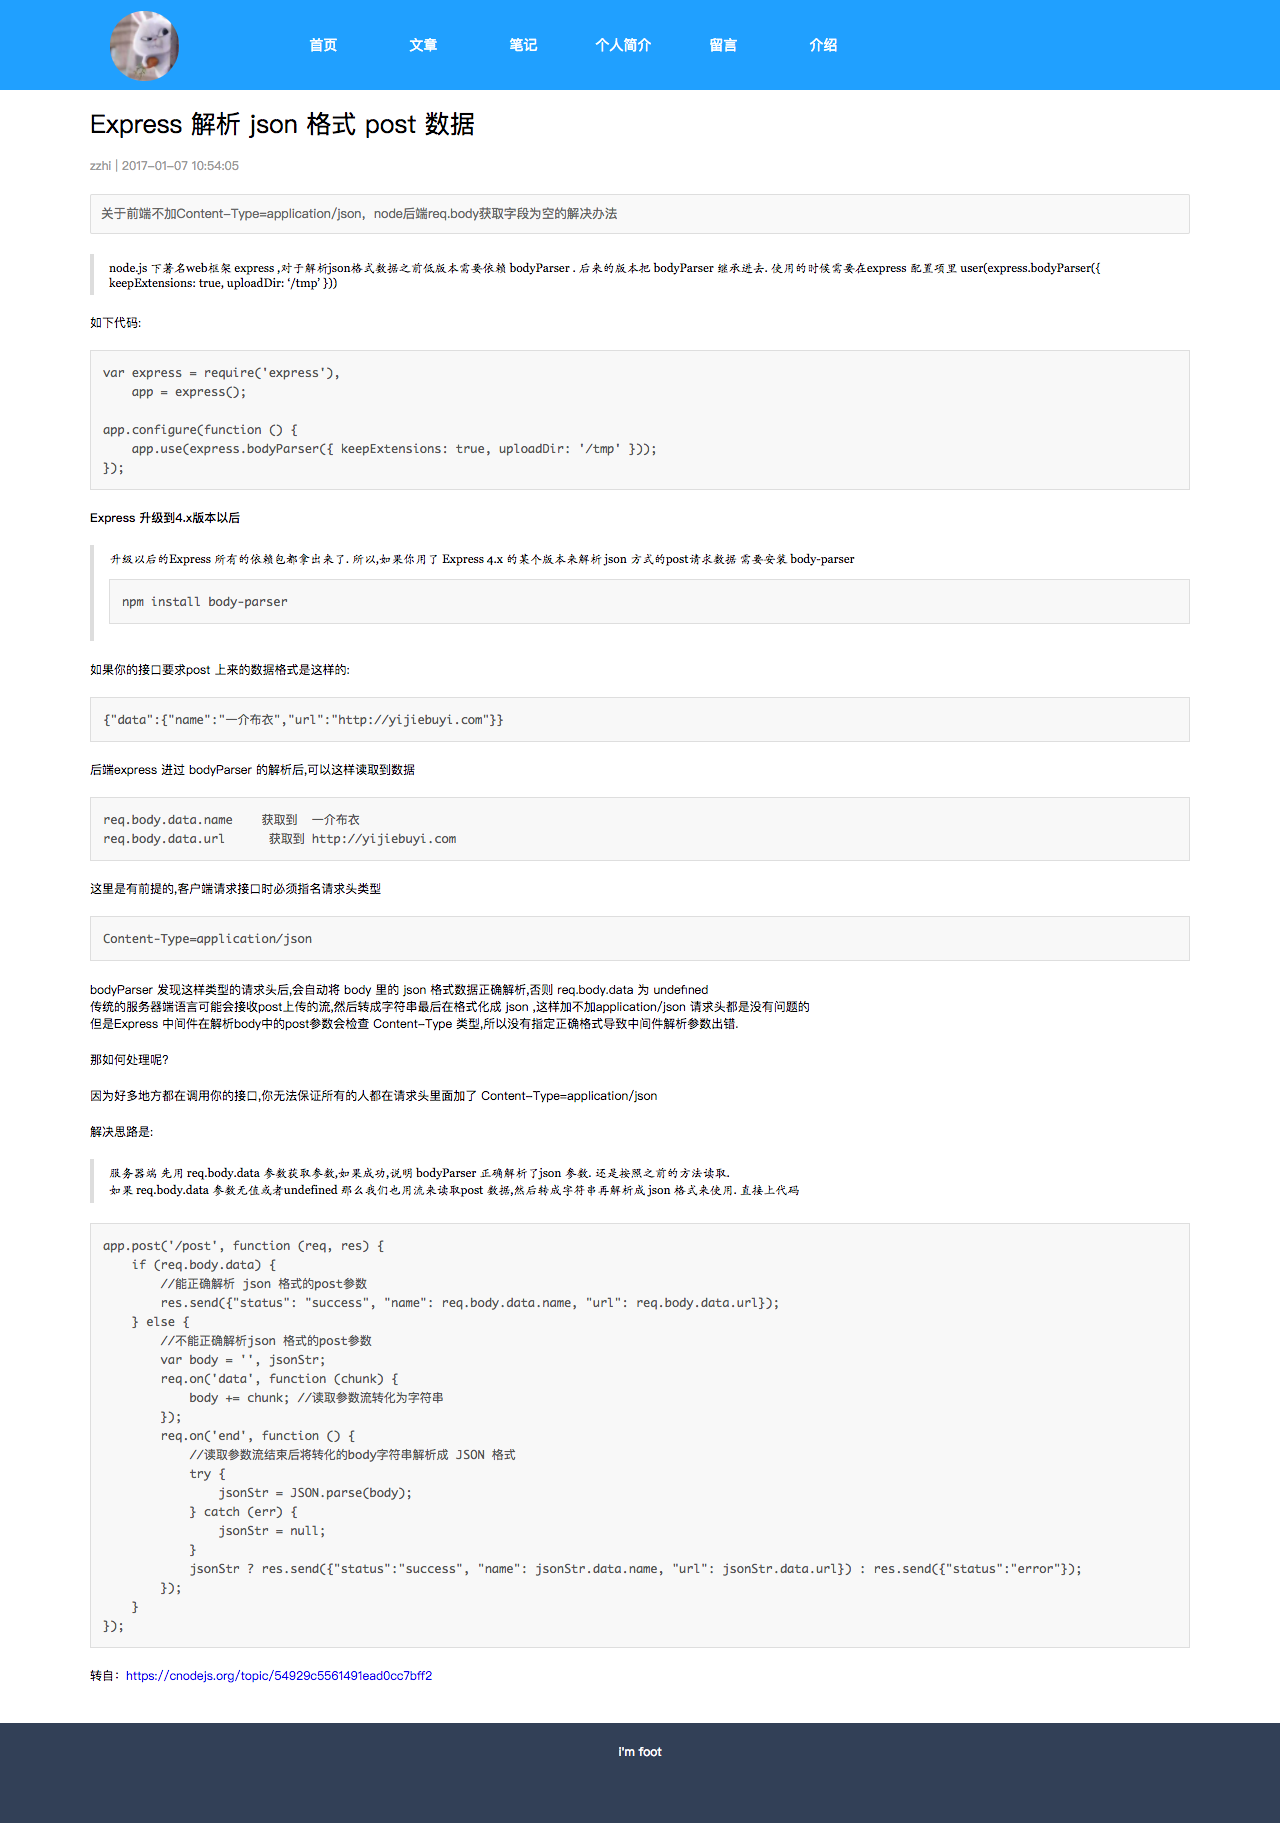 首页 文章 笔记 个人简介 留言 介绍
Express 解析 json 格式 post 数据
zzhi | 2017-01-07 10:54:05
关于前端不加Content-Type=application/json，node后端req.body获取字段为空的解决办法
node.js 下著名web框架 express ,对于解析json格式数据之前低版本需要依赖 bodyParser . 后来的版本把 bodyParser 继承进去. 使用的时候需要在express 配置项里 user(express.bodyParser({
keepExtensions: true, uploadDir: ‘/tmp’ }))
如下代码:
var express = require('express'),
    app = express();
app.configure(function () {
    app.use(express.bodyParser({ keepExtensions: true, uploadDir: '/tmp' }));
});
Express 升级到4.x版本以后
升级以后的Express 所有的依赖包都拿出来了. 所以,如果你用了 Express 4.x 的某个版本来解析 json 方式的post请求数据 需要安装 body-parser
npm install body-parser
如果你的接口要求post 上来的数据格式是这样的:
{"data":{"name":"一介布衣","url":"http://yijiebuyi.com"}}
后端express 进过 bodyParser 的解析后,可以这样读取到数据
req.body.data.name    获取到  一介布衣
req.body.data.url      获取到 http://yijiebuyi.com
这里是有前提的,客户端请求接口时必须指名请求头类型
Content-Type=application/json
bodyParser 发现这样类型的请求头后,会自动将 body 里的 json 格式数据正确解析,否则 req.body.data 为 undefined
传统的服务器端语言可能会接收post上传的流,然后转成字符串最后在格式化成 json ,这样加不加application/json 请求头都是没有问题的
但是Express 中间件在解析body中的post参数会检查 Content-Type 类型,所以没有指定正确格式导致中间件解析参数出错.
那如何处理呢?
因为好多地方都在调用你的接口,你无法保证所有的人都在请求头里面加了 Content-Type=application/json
解决思路是:
服务器端 先用 req.body.data 参数获取参数,如果成功,说明 bodyParser 正确解析了json 参数. 还是按照之前的方法读取.
如果 req.body.data 参数无值或者undefined 那么我们也用流来读取post 数据,然后转成字符串再解析成 json 格式来使用. 直接上代码
app.post('/post', function (req, res) {
    if (req.body.data) {
        //能正确解析 json 格式的post参数
        res.send({"status": "success", "name": req.body.data.name, "url": req.body.data.url});
    } else {
        //不能正确解析json 格式的post参数
        var body = '', jsonStr;
        req.on('data', function (chunk) {
            body += chunk; //读取参数流转化为字符串
        });
        req.on('end', function () {
            //读取参数流结束后将转化的body字符串解析成 JSON 格式
            try {
                jsonStr = JSON.parse(body);
            } catch (err) {
                jsonStr = null;
            }
            jsonStr ? res.send({"status":"success", "name": jsonStr.data.name, "url": jsonStr.data.url}) : res.send({"status":"error"});
        });
    }
});
转自：https://cnodejs.org/topic/54929c5561491ead0cc7bff2
I'm foot